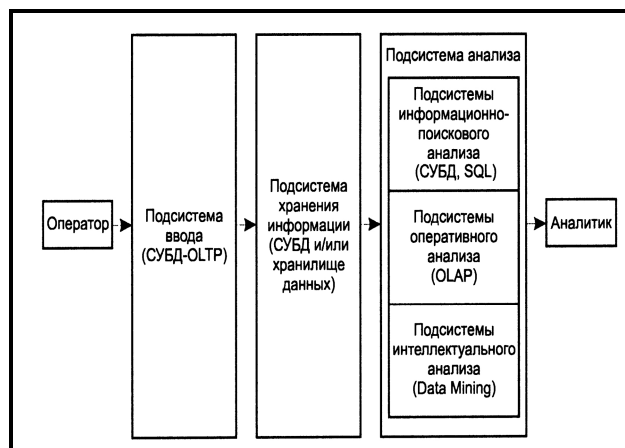 Оператор
Подсистема
ввода
(СУБД-OLTP)
Подсистема
хранения
информации
(СУБД и/или
хранилище
данных)
Подсистема анализа
Подсистемы
информационно-
поискового
анализа
(СУБД, SQL)
Подсистемы
оперативного
анализа
(OLAP)
Подсистемы
интеллектуального
анализа
(Data Mining)
Аналитик